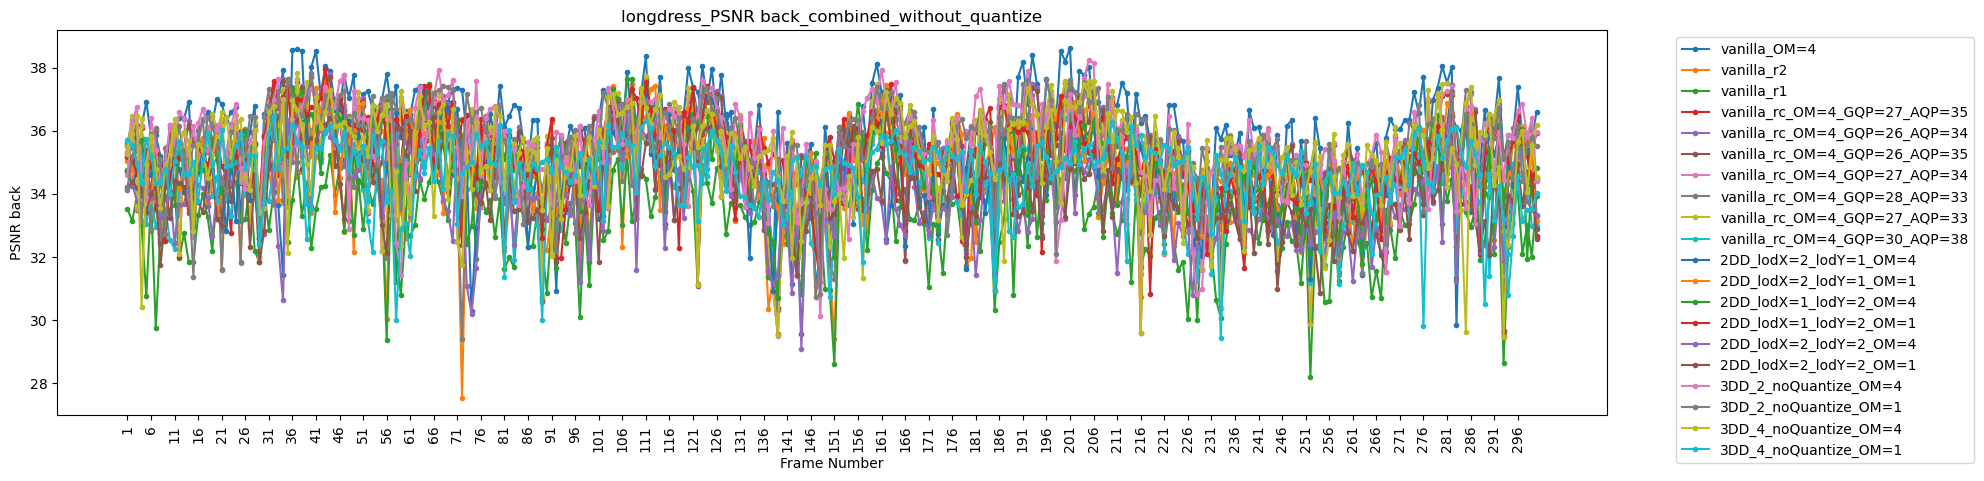 longdress_PSNR back_combined_without_quantize
PSNR back
38
36
34
32
30
28
1 6 11 16 21 26 31 36 41 46 51 56 61 66 71 76 81 86 91 96 101 106 111 116 121 126 131 136 141 146 151 156 161 166 171 176 181 186 191 196 201 206 211 216 221 226 231 236 241 246 251 256 261 266 271 276 281 286 291 296
Frame Number
vanilla_OM=4
vanilla_r2
vanilla_r1
vanilla_rc_OM=4_GQP=27_AQP=35
vanilla_rc_OM=4_GQP=26_AQP=34
vanilla_rc_OM=4_GQP=26_AQP=35
vanilla_rc_OM=4_GQP=27_AQP=34
vanilla_rc_OM=4_GQP=28_AQP=33
vanilla_rc_OM=4_GQP=27_AQP=33
vanilla_rc_OM=4_GQP=30_AQP=38
2DD_lodX=2_lodY=1_OM=4
2DD_lodX=2_lodY=1_OM=1
2DD_lodX=1_lodY=2_OM=4
2DD_lodX=1_lodY=2_OM=1
2DD_lodX=2_lodY=2_OM=4
2DD_lodX=2_lodY=2_OM=1
3DD_2_noQuantize_OM=4
3DD_2_noQuantize_OM=1
3DD_4_noQuantize_OM=4
3DD_4_noQuantize_OM=1